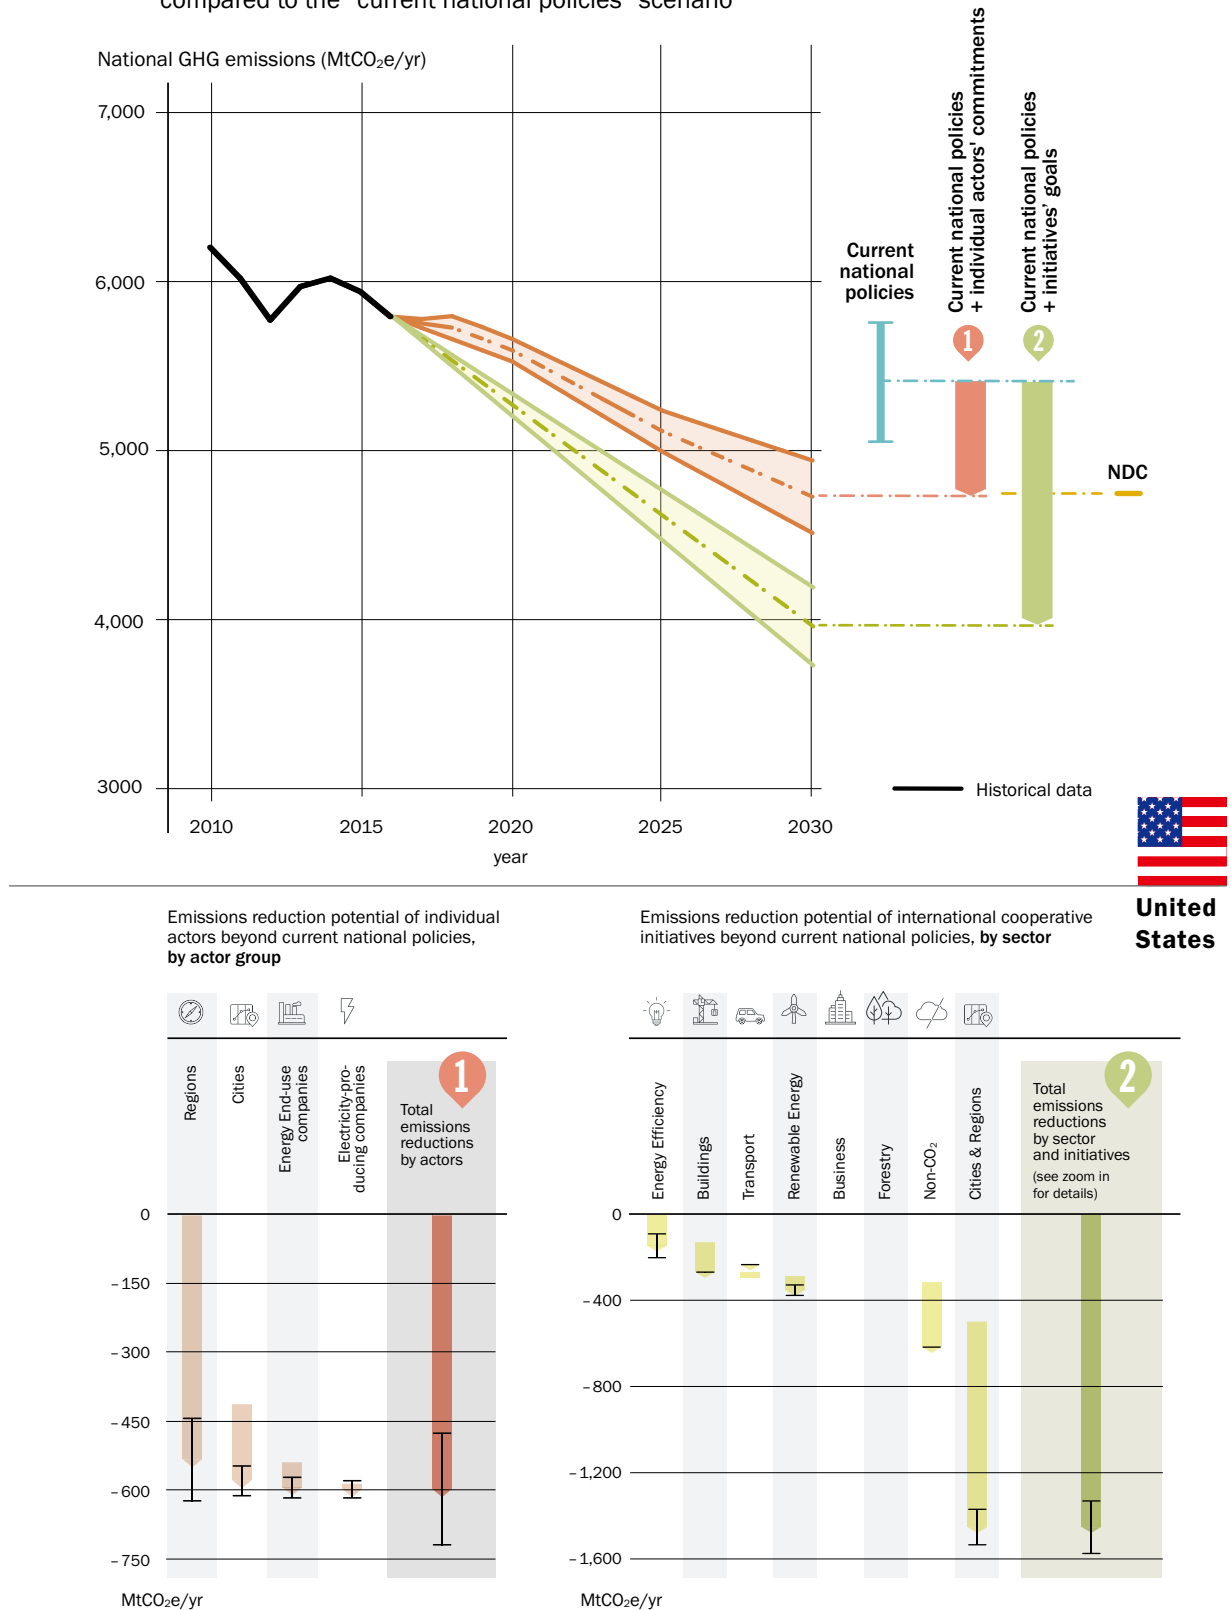 compared to the “current national policies” scenario
National GHG emissions (MtCO₂e/yr)
7,000
6,000
5,000
4,000
3000
2010
2015
2020
2025
2030
year
Current
national
policies
Current national policies
+ individual actors’ commitments
Current national policies
+ initiatives’ goals
1
2
NDC
Historical data
United
States
Emissions reduction potential of individual
actors beyond current national policies,
by actor group
Regions
Cities
Energy End-use
companies
Electricity-pro-
ducing companies
1
Total
emissions
reductions
by actors
0
–150
–300
–450
–600
–750
MtCO₂e/yr
Emissions reduction potential of international cooperative
initiatives beyond current national policies, by sector
Energy Efficiency
Buildings
Transport
Renewable Energy
Business
Forestry
Non-CO₂
Cities & Regions
2
Total
emissions
reductions
by sector
and initiatives
(see zoom in
for details)
0
–400
–800
–1,200
–1,600
MtCO₂e/yr